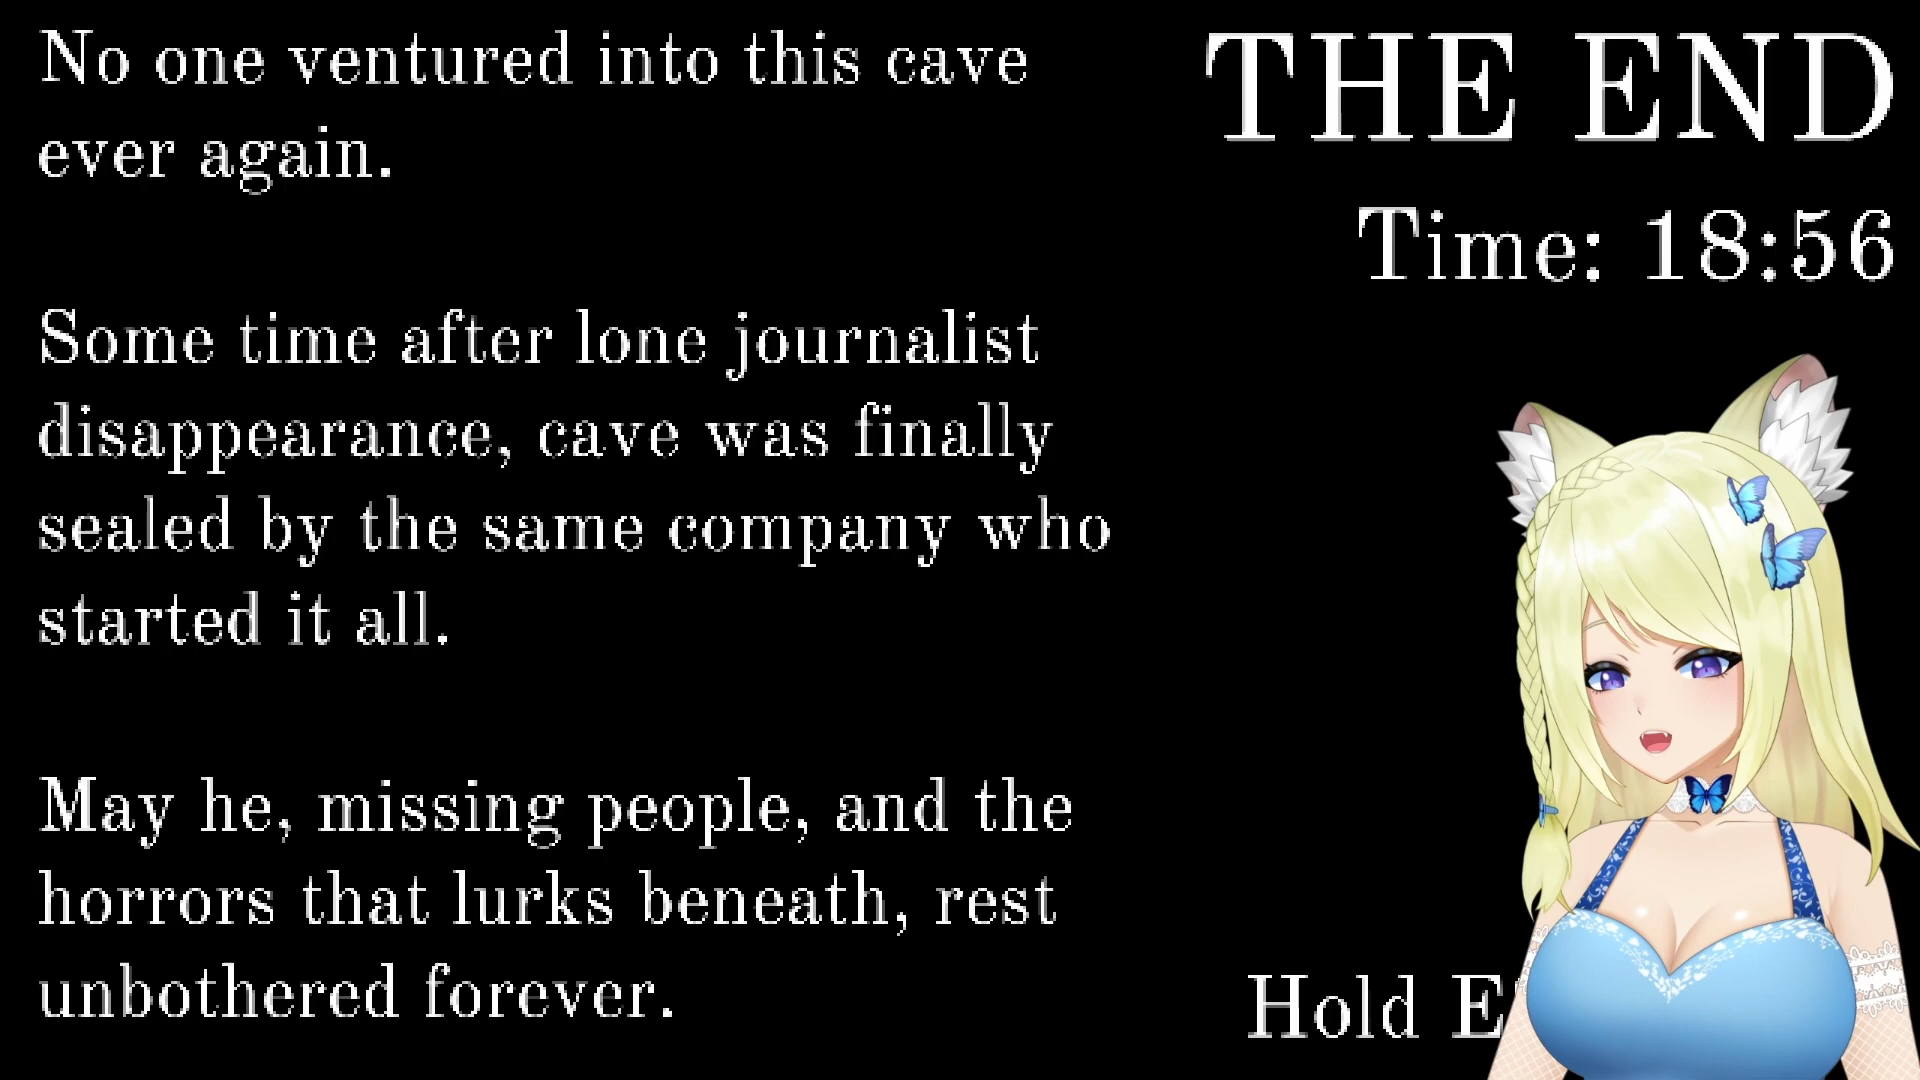 No one ventured into this cave
ever again.
Some time after lone journalist
disappearance, cave was finally
sealed by the same company who
started it all.
May he, missing people, and the
horrors that lurks beneath, rest
unbothered forever.
THE END
Time: 18:56
Hold E